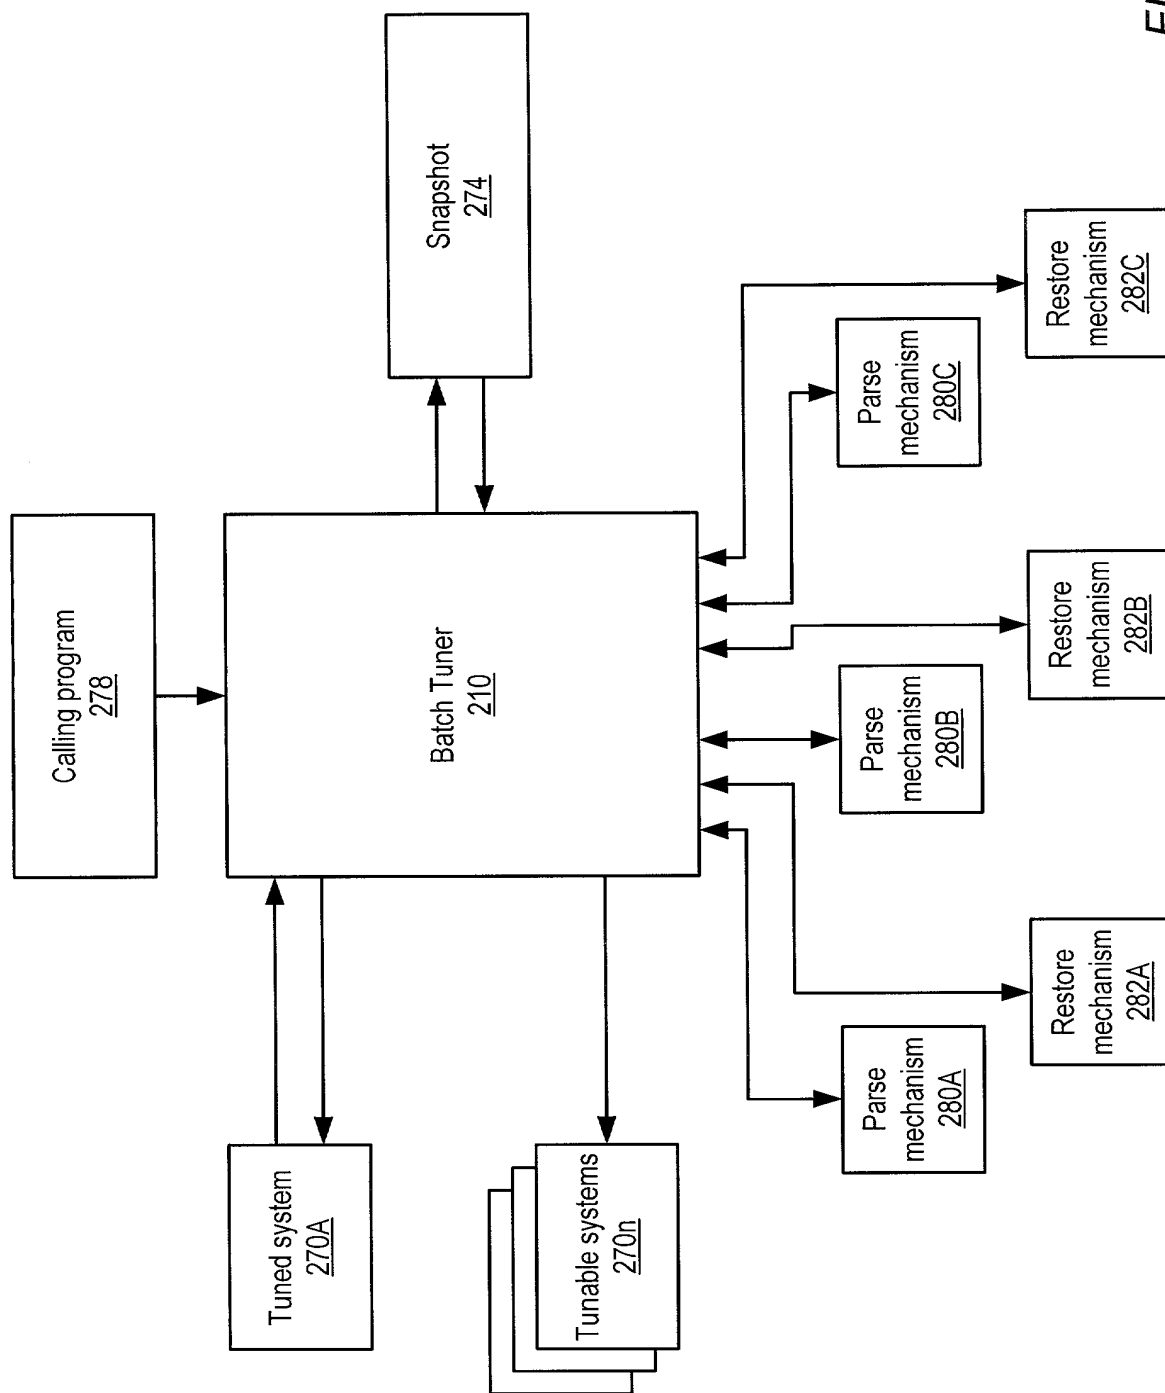 Calling program
278
Tuned system
270A
Batch Tuner
210
Snapshot
274
Tunable systems
270n
Parse
mechanism
280A
Parse
mechanism
280B
Parse
mechanism
280C
Restore
mechanism
282A
Restore
mechanism
282B
Restore
mechanism
282C